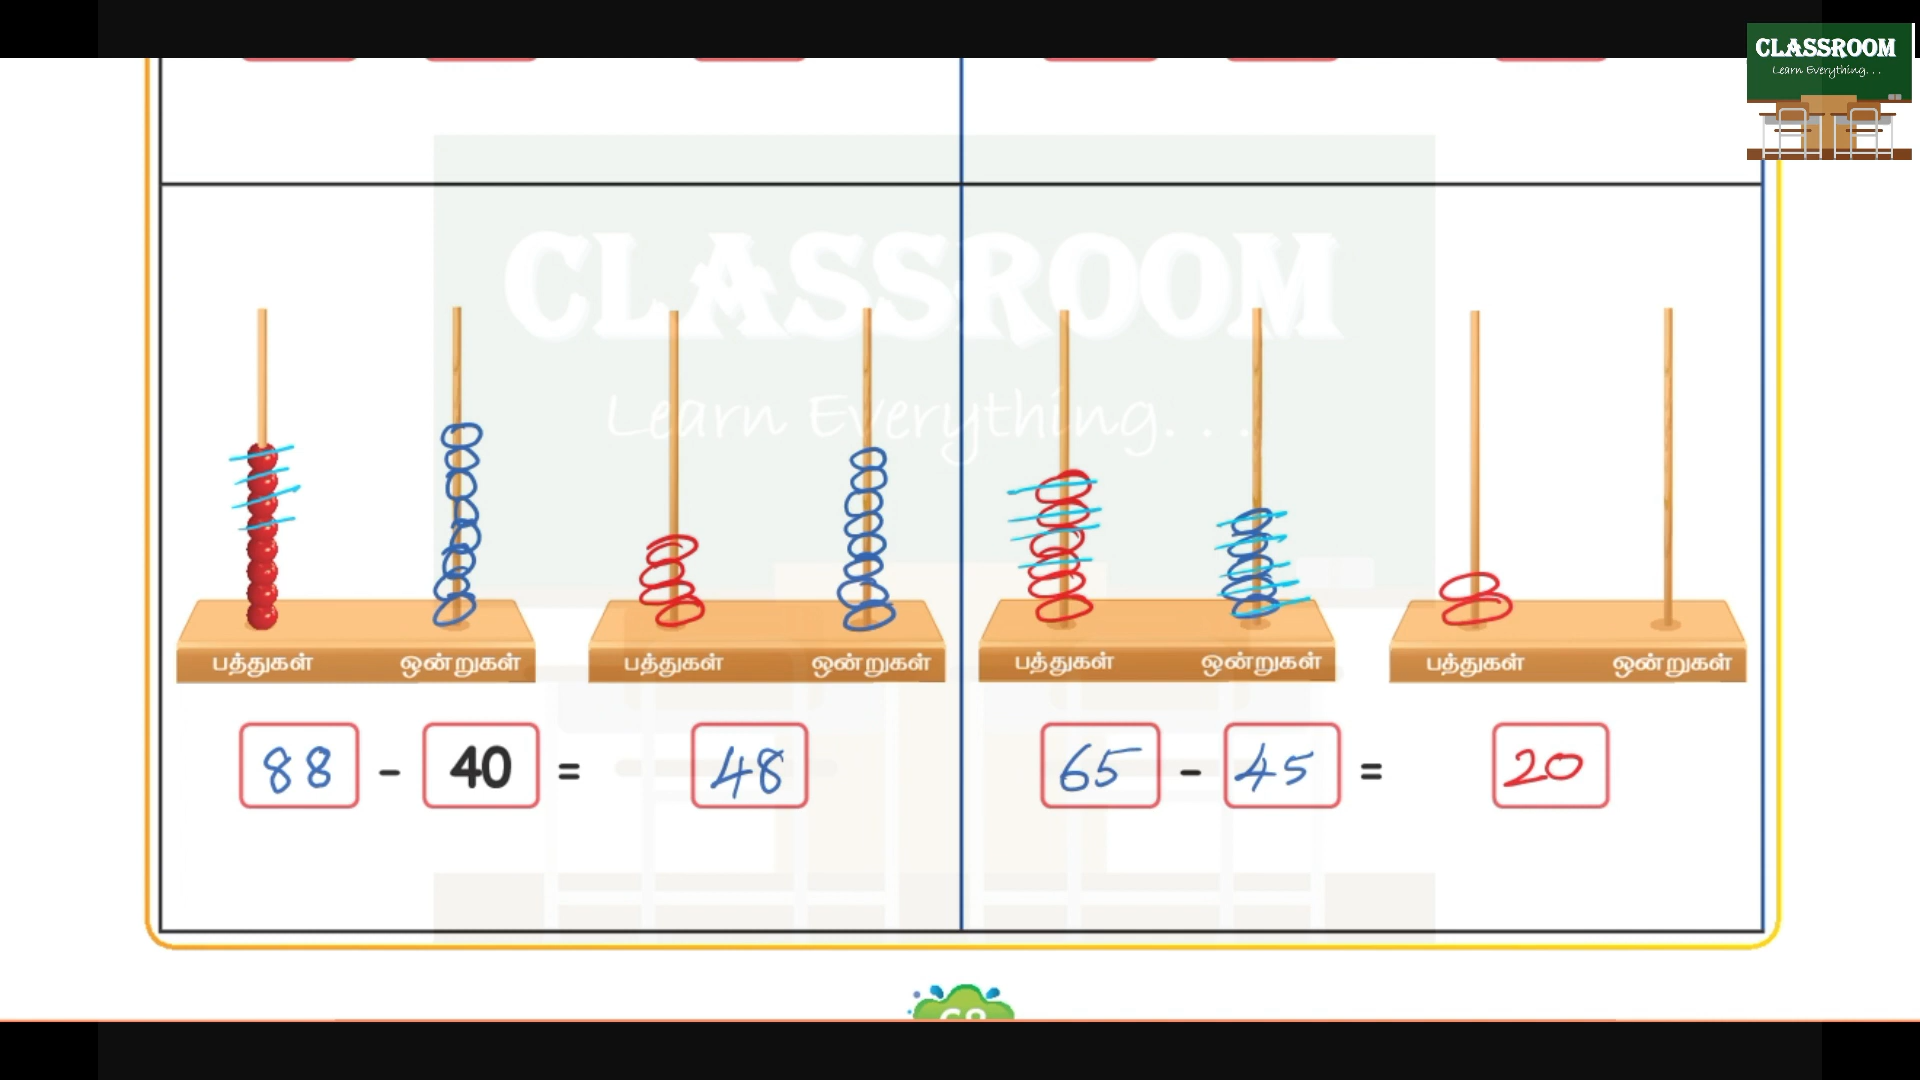 CLASSROOM
Learn Everything...
CLASSROOM
Learn Everything...
பத்துகள் ஒன்றுகள் பத்துகள் ஒன்றுகள் பத்துகள் ஒன்றுகள் பத்துகள் ஒன்றுகள்
88 - 40 = 48 65 - 45 = 20